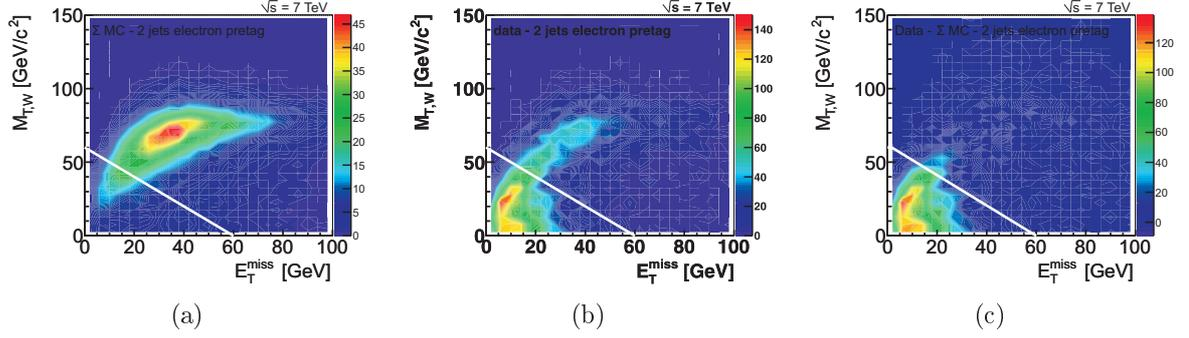 √s = 7 TeV
Σ MC - 2 jets electron pretag
M_T,W [GeV/c²]
150
100
50
0
0 20 40 60 80 100
E_T^miss [GeV]
45
40
35
30
25
20
15
10
5
0
(a)
√s = 7 TeV
data - 2 jets electron pretag
M_T,W [GeV/c²]
150
100
50
0
0 20 40 60 80 100
E_T^miss [GeV]
140
120
100
80
60
40
20
0
(b)
√s = 7 TeV
Data - Σ MC - 2 jets electron pretag
M_T,W [GeV/c²]
150
100
50
0
0 20 40 60 80 100
E_T^miss [GeV]
120
100
80
60
40
20
0
(c)